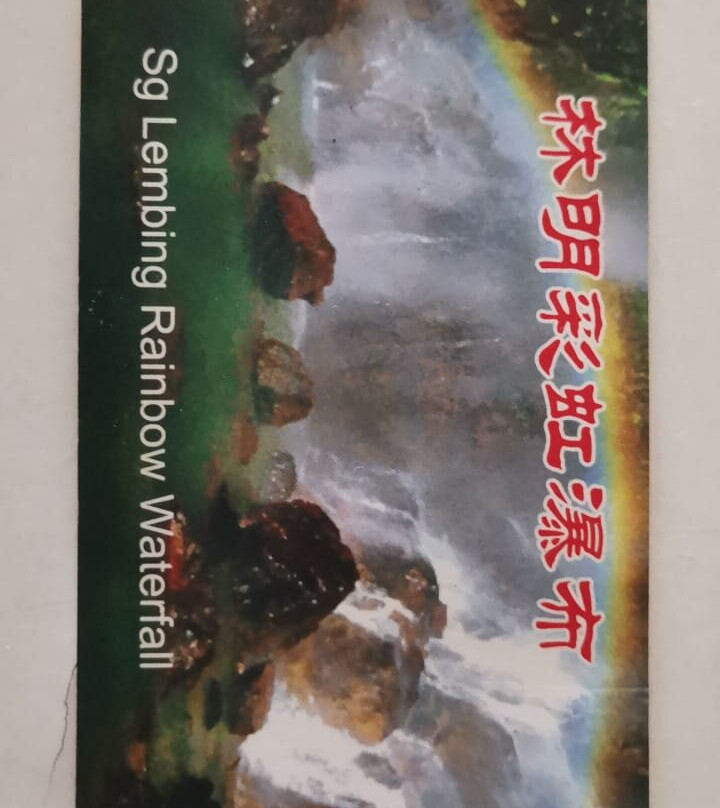 林明彩虹瀑布
Sg Lembing Rainbow Waterfall